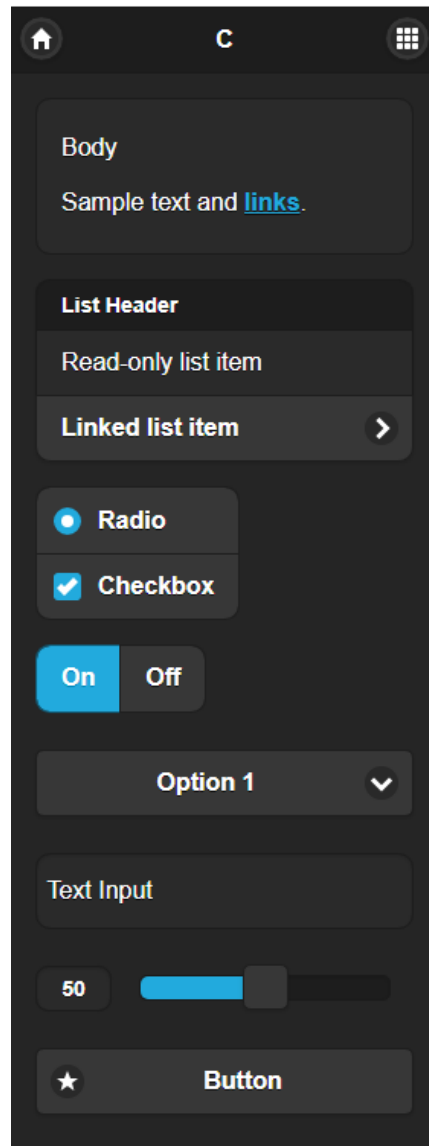 C
Body
Sample text and links.
List Header
Read-only list item
Linked list item
Radio
Checkbox
On Off
Option 1
Text Input
50
Button